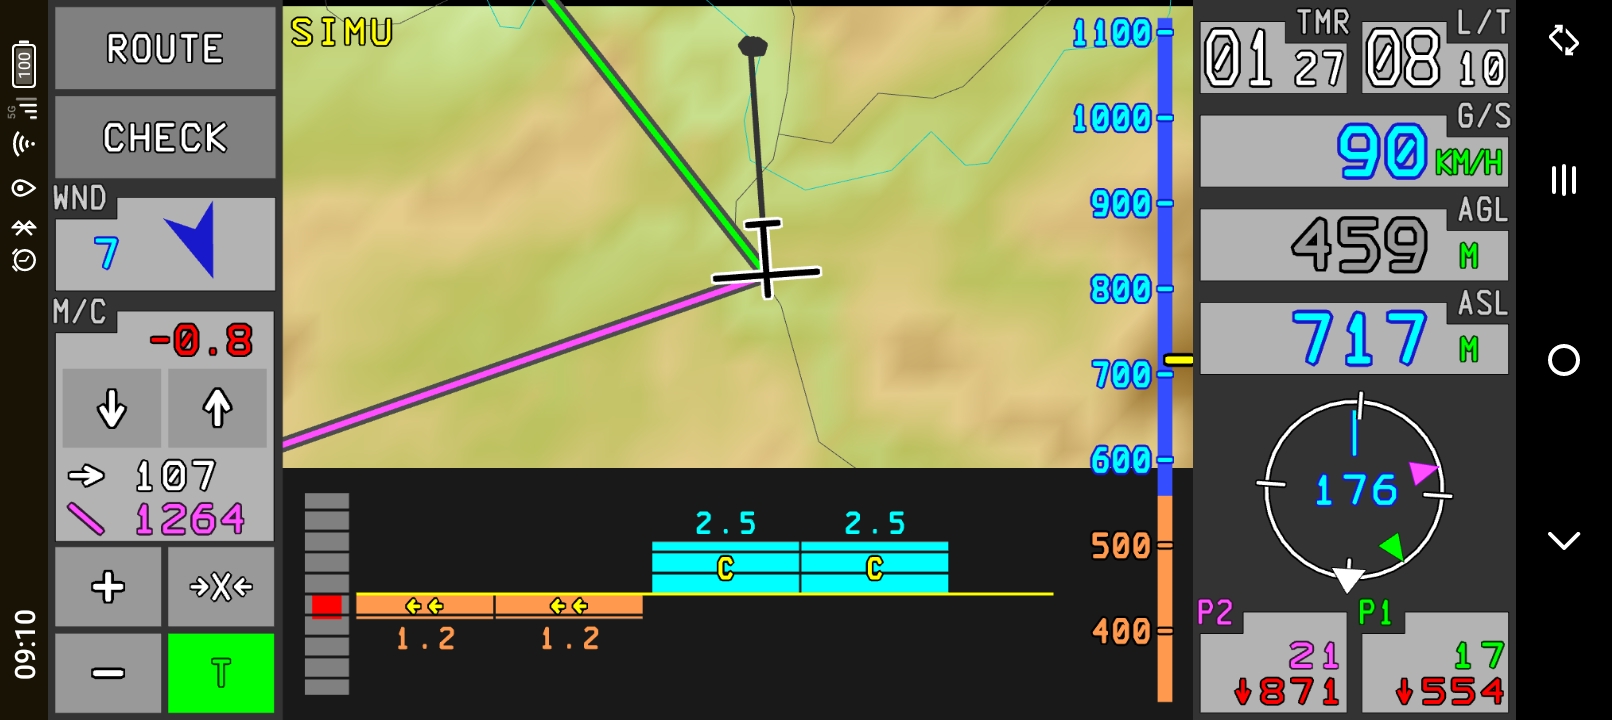 100
5G
09:10
ROUTE
CHECK
WND
7
M/C
-0.8
107
1264
+
→X←
−
T
SIMU
1100
1000
900
800
700
600
500
400
2.5 2.5
C C
1.2 1.2
TMR
01 27
L/T
08 10
G/S
90 KM/H
AGL
459 M
ASL
717 M
176
P2
21
↓871
P1
17
↓554